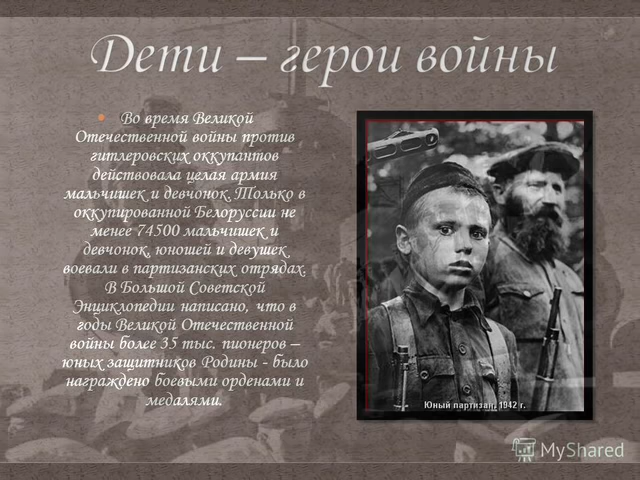 Дети – герои войны
Во время Великой
Отечественной войны против
гитлеровских оккупантов
действовала целая армия
мальчишек и девчонок. Только в
оккупированной Белоруссии не
менее 74500 мальчишек и
девчонок, юношей и девушек
воевали в партизанских отрядах.
В Большой Советской
Энциклопедии написано, что в
годы Великой Отечественной
войны более 35 тыс. пионеров –
юных защитников Родины - было
награждено боевыми орденами и
медалями.
Юный партизан. 1942 г.
MyShared